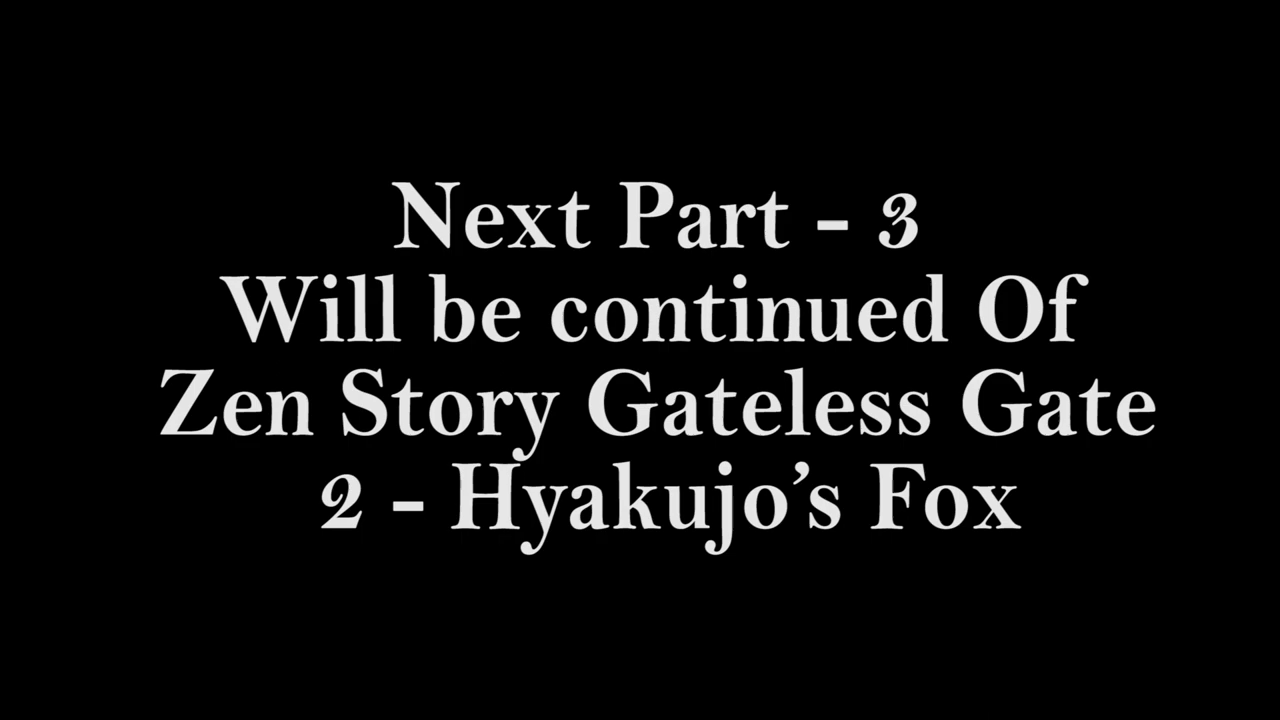 Next Part - 3
Will be continued Of
Zen Story Gateless Gate
2 - Hyakujo’s Fox